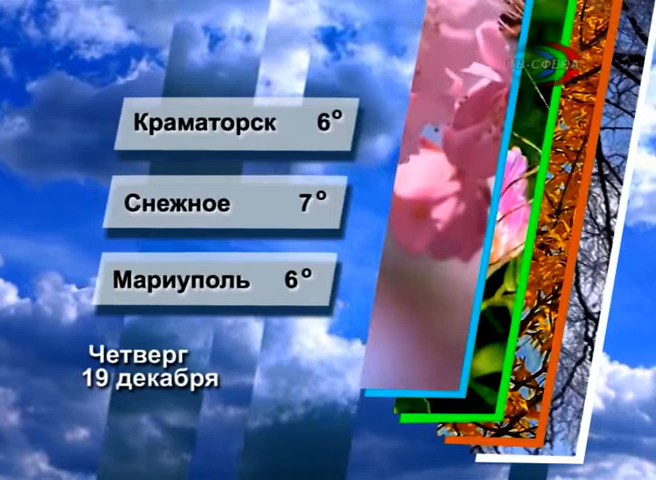 Краматорск 6°
Снежное 7°
Мариуполь 6°
Четверг
19 декабря